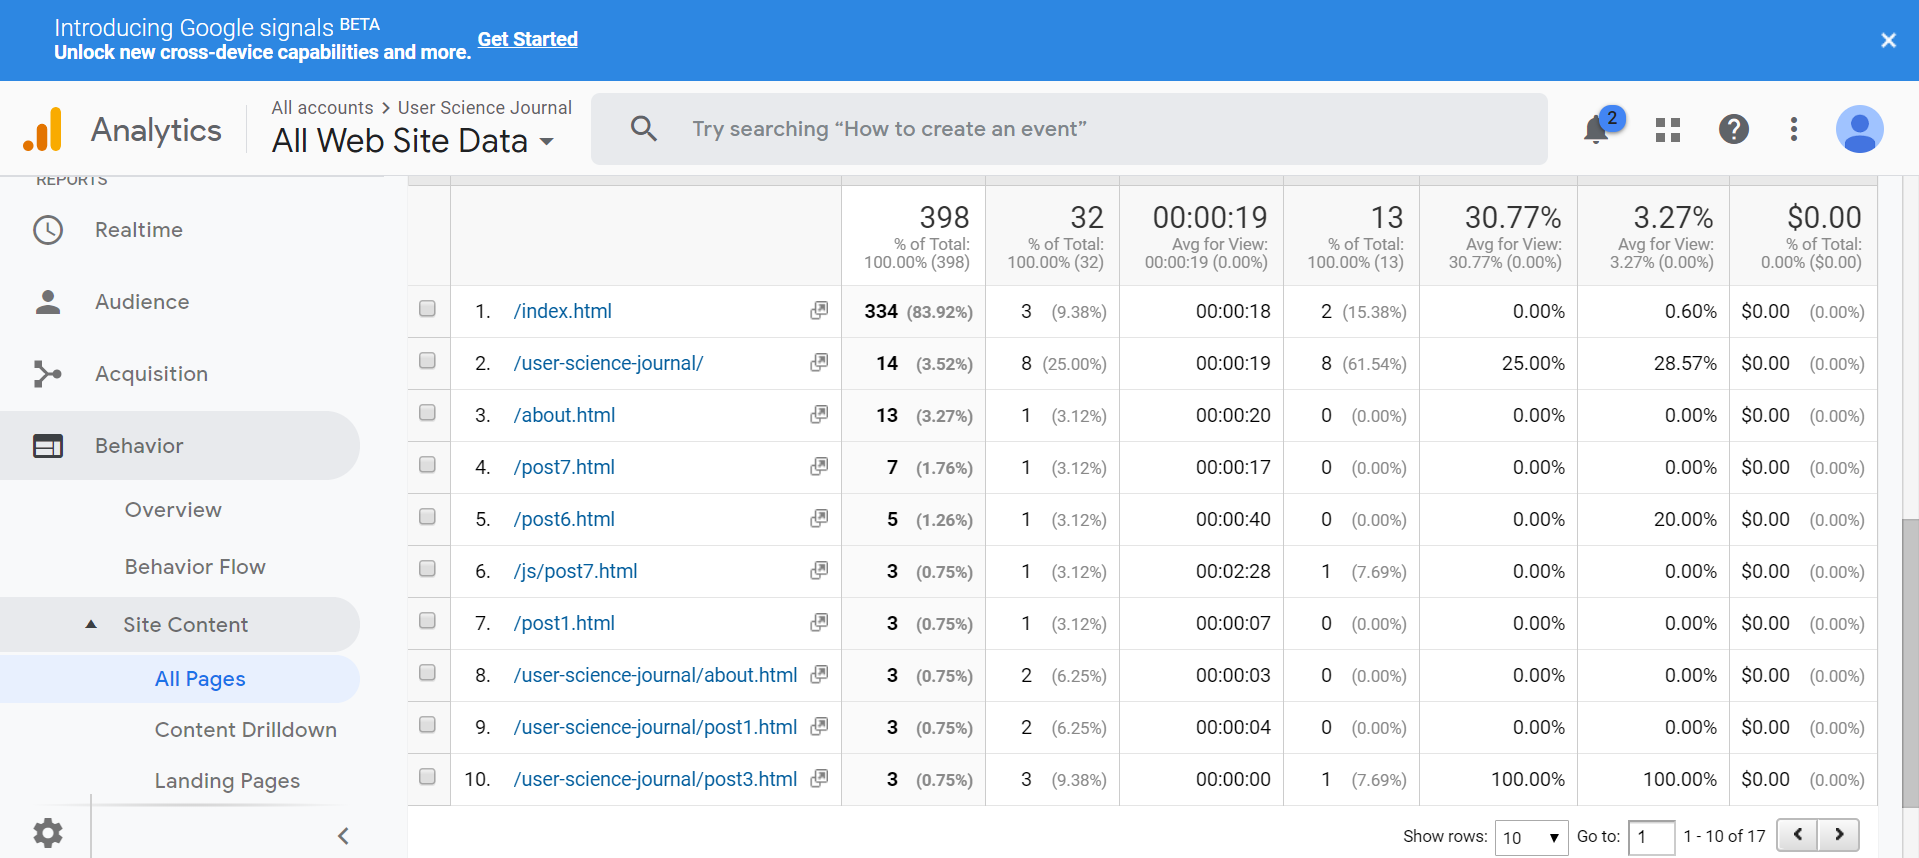 Introducing Google signals BETA
Unlock new cross-device capabilities and more. Get Started
Analytics
All accounts > User Science Journal
All Web Site Data
Try searching “How to create an event”
2
REPORTS
Realtime
Audience
Acquisition
Behavior
Overview
Behavior Flow
Site Content
All Pages
Content Drilldown
Landing Pages
398 32 00:00:19 13 30.77% 3.27% $0.00
% of Total: % of Total: Avg for View: % of Total: Avg for View: Avg for View: % of Total:
100.00% (398) 100.00% (32) 00:00:19 (0.00%) 100.00% (13) 30.77% (0.00%) 3.27% (0.00%) 0.00% ($0.00)
1. /index.html 334 (83.92%) 3 (9.38%) 00:00:18 2 (15.38%) 0.00% 0.60% $0.00 (0.00%)
2. /user-science-journal/ 14 (3.52%) 8 (25.00%) 00:00:19 8 (61.54%) 25.00% 28.57% $0.00 (0.00%)
3. /about.html 13 (3.27%) 1 (3.12%) 00:00:20 0 (0.00%) 0.00% 0.00% $0.00 (0.00%)
4. /post7.html 7 (1.76%) 1 (3.12%) 00:00:17 0 (0.00%) 0.00% 0.00% $0.00 (0.00%)
5. /post6.html 5 (1.26%) 1 (3.12%) 00:00:40 0 (0.00%) 0.00% 20.00% $0.00 (0.00%)
6. /js/post7.html 3 (0.75%) 1 (3.12%) 00:02:28 1 (7.69%) 0.00% 0.00% $0.00 (0.00%)
7. /post1.html 3 (0.75%) 1 (3.12%) 00:00:07 0 (0.00%) 0.00% 0.00% $0.00 (0.00%)
8. /user-science-journal/about.html 3 (0.75%) 2 (6.25%) 00:00:03 0 (0.00%) 0.00% 0.00% $0.00 (0.00%)
9. /user-science-journal/post1.html 3 (0.75%) 2 (6.25%) 00:00:04 0 (0.00%) 0.00% 0.00% $0.00 (0.00%)
10. /user-science-journal/post3.html 3 (0.75%) 3 (9.38%) 00:00:00 1 (7.69%) 100.00% 100.00% $0.00 (0.00%)
Show rows: 10 Go to: 1 1 - 10 of 17